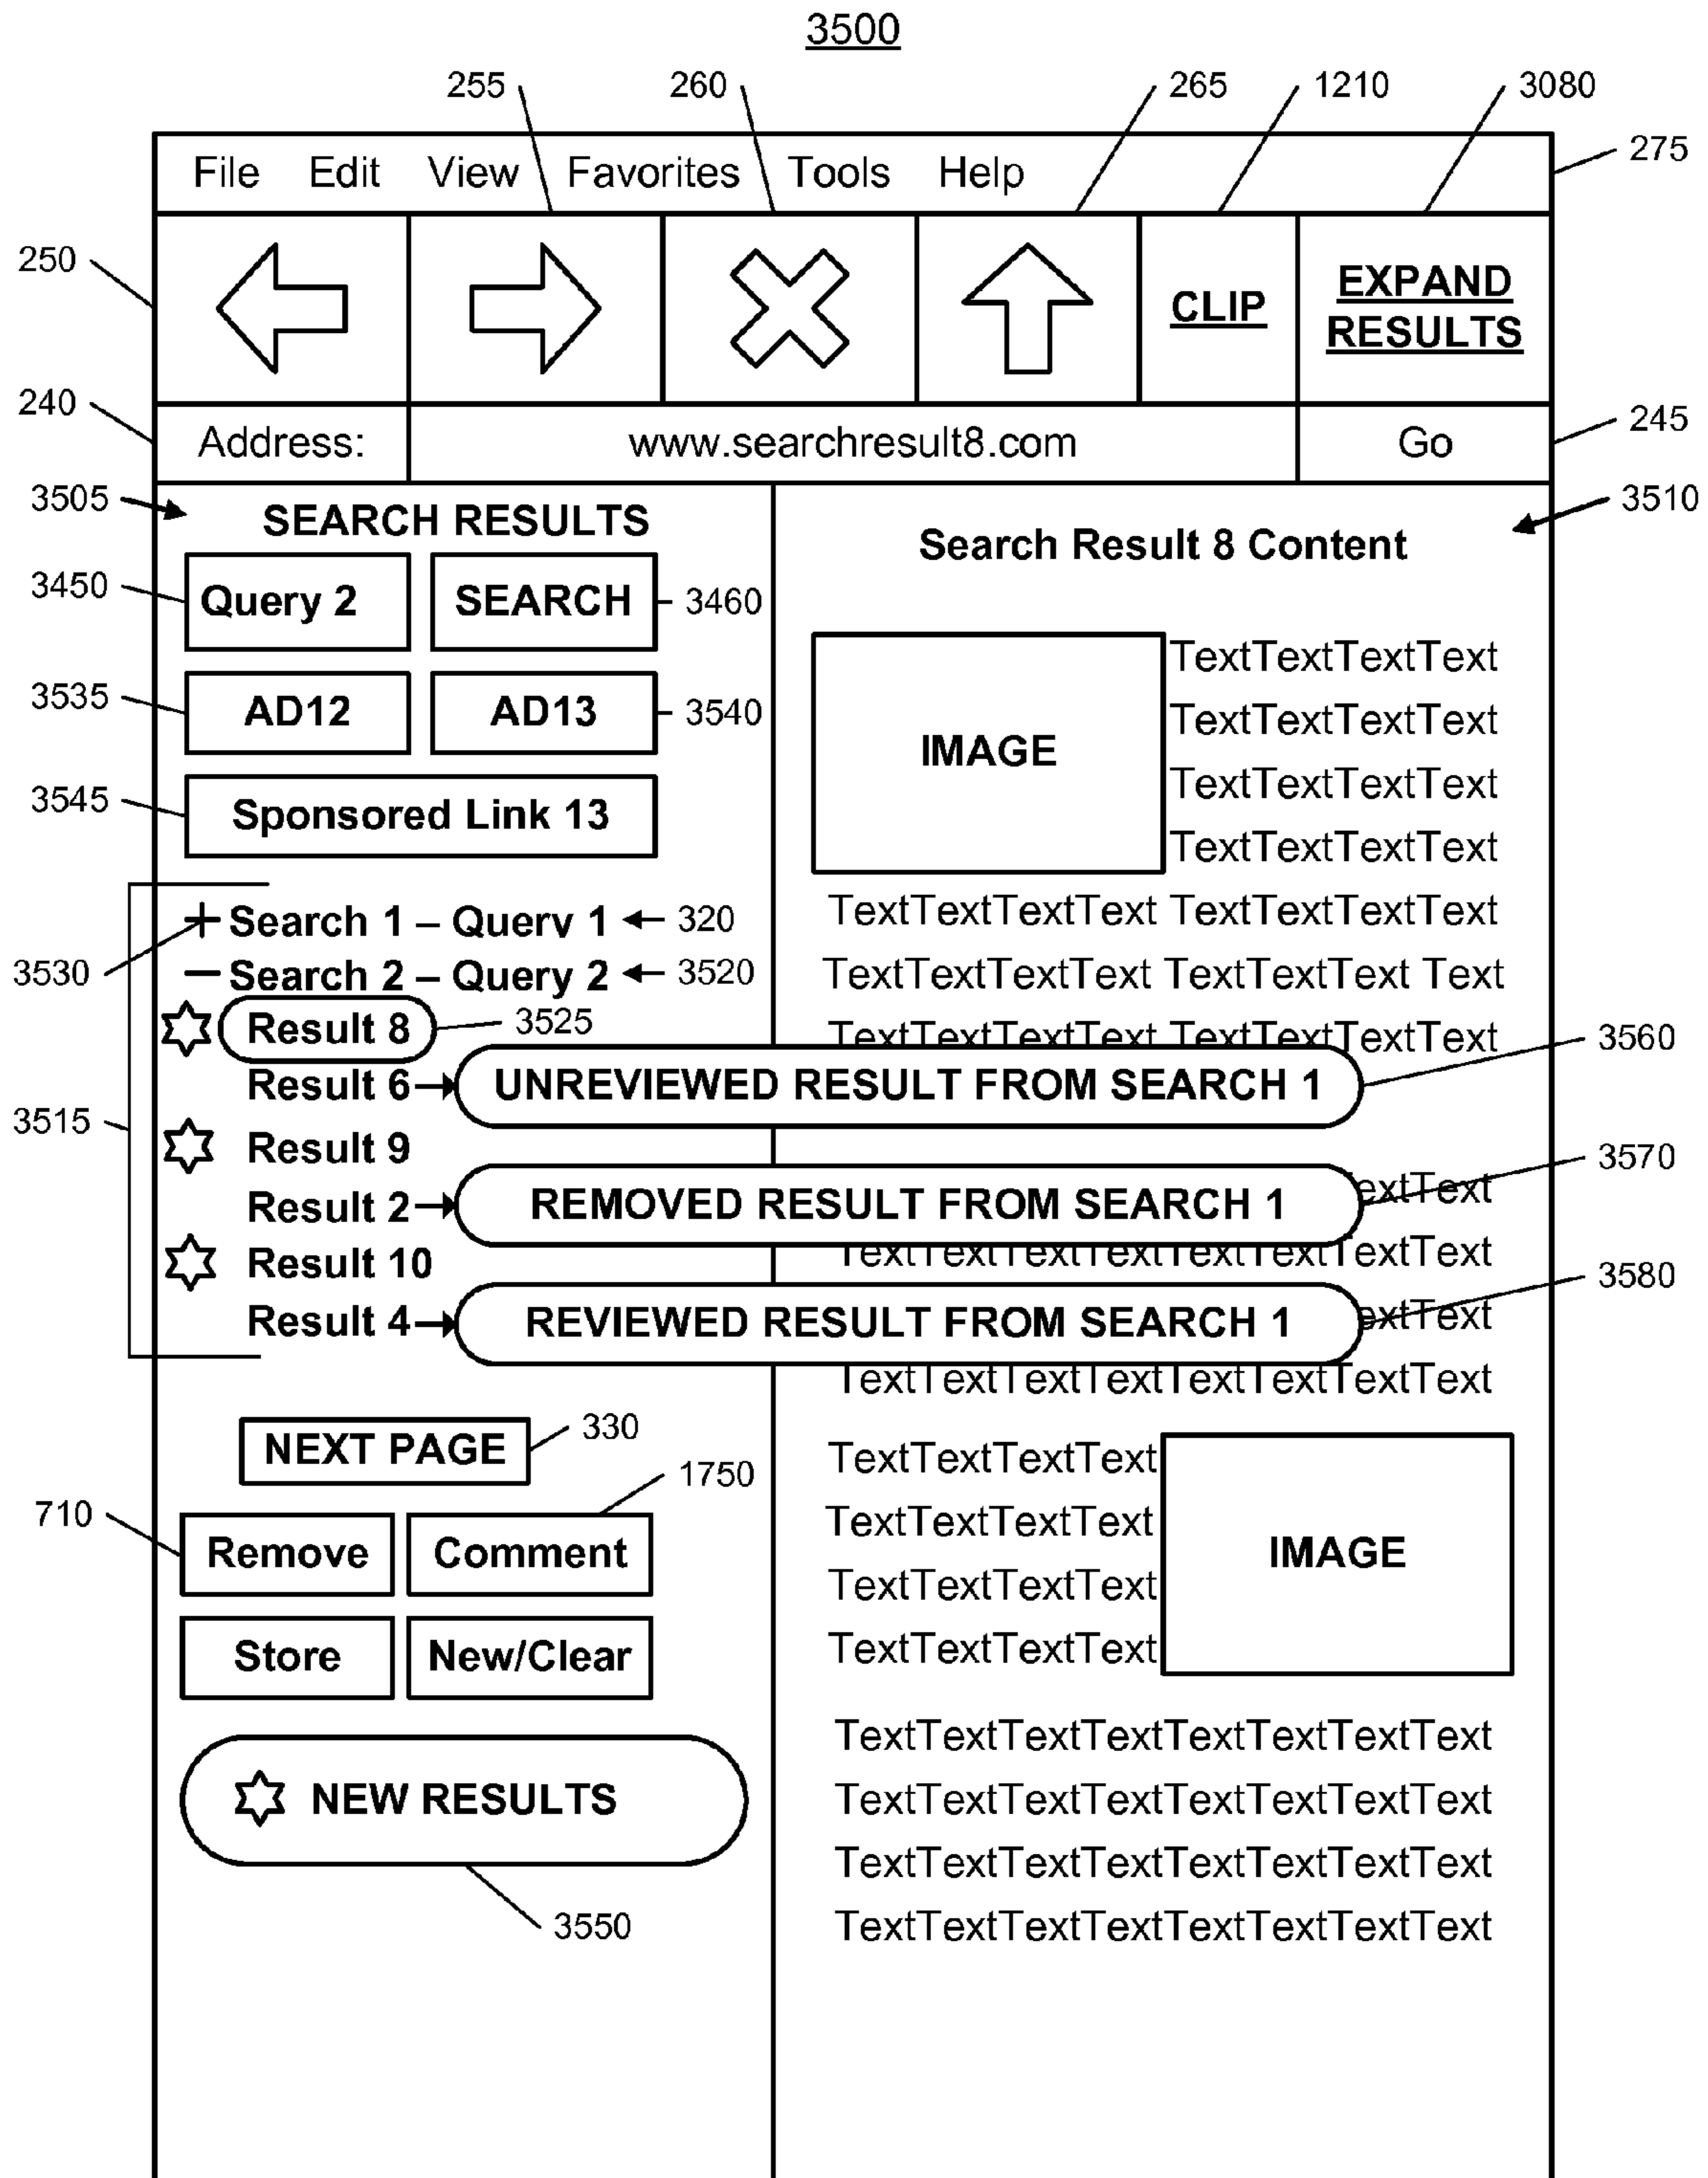 3500
255 260 265 1210 3080
File Edit View Favorites Tools Help 275
250
CLIP
EXPAND
RESULTS
240 Address: www.searchresult8.com Go 245
3505 SEARCH RESULTS
3450 Query 2 SEARCH 3460
3535 AD12 AD13 3540
3545 Sponsored Link 13
Search 1 – Query 1 320
3530
Search 2 – Query 2 3520
Result 8 3525
Result 6 UNREVIEWED RESULT FROM SEARCH 1 3560
3515
Result 9
Result 2 REMOVED RESULT FROM SEARCH 1 3570
Result 10
Result 4 REVIEWED RESULT FROM SEARCH 1 3580
NEXT PAGE 330
1750
710 Remove Comment
Store New/Clear
NEW RESULTS
3550
3510
Search Result 8 Content
IMAGE
TextTextTextText
TextTextTextText
TextTextTextText
TextTextTextText
TextTextTextText TextTextTextText
TextTextTextText TextTextText Text
TextTextTextText TextTextTextText
extText
TextTextTextTextTextTextTextText
extText
TextTextTextTextTextTextTextText
TextTextTextText
TextTextTextText
TextTextTextText
TextTextTextText
IMAGE
TextTextTextTextTextTextTextText
TextTextTextTextTextTextTextText
TextTextTextTextTextTextTextText
TextTextTextTextTextTextTextText